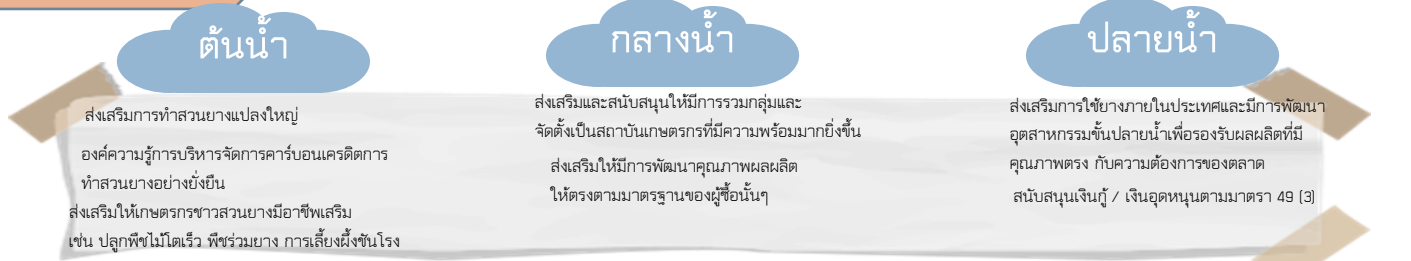 ต้นน้ำ
ส่งเสริมการทำสวนยางแปลงใหญ่
องค์ความรู้การบริหารจัดการคาร์บอนเครดิตการ
ทำสวนยางอย่างยั่งยืน
ส่งเสริมให้เกษตรกรชาวสวนยางมีอาชีพเสริม
เช่น ปลูกพืชไม้โตเร็ว พืชร่วมยาง การเลี้ยงผึ้งชันโรง
กลางน้ำ
ส่งเสริมและสนับสนุนให้มีการรวมกลุ่มและ
จัดตั้งเป็นสถาบันเกษตรกรที่มีความพร้อมมากยิ่งขึ้น
ส่งเสริมให้มีการพัฒนาคุณภาพผลผลิต
ให้ตรงตามมาตรฐานของผู้ซื้อนั้นๆ
ปลายน้ำ
ส่งเสริมการใช้ยางภายในประเทศและมีการพัฒนา
อุตสาหกรรมขั้นปลายน้ำเพื่อรองรับผลผลิตที่มี
คุณภาพตรง กับความต้องการของตลาด
สนับสนุนเงินกู้ / เงินอุดหนุนตามมาตรา 49 (3)